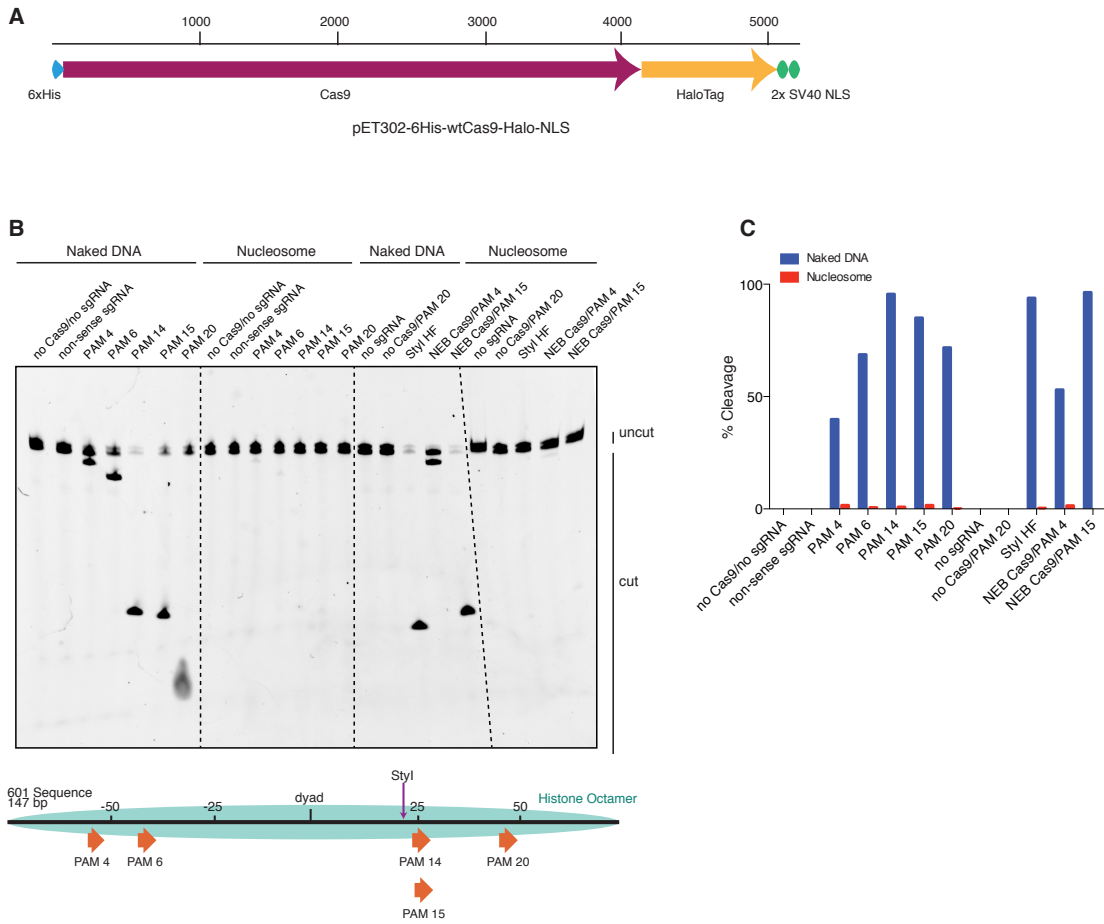 A
1000 2000 3000 4000 5000
6xHis Cas9 HaloTag 2x SV40 NLS
pET302-6His-wtCas9-Halo-NLS
B
Naked DNA Nucleosome Naked DNA Nucleosome
no Cas9/no sgRNA
non-sense sgRNA
PAM 4
PAM 6
PAM 14
PAM 15
PAM 20
no Cas9/no sgRNA
non-sense sgRNA
PAM 4
PAM 6
PAM 14
PAM 15
PAM 20
no sgRNA
no Cas9/PAM 20
StyI HF
NEB Cas9/PAM 4
NEB Cas9/PAM 15
no sgRNA
no Cas9/PAM 20
StyI HF
NEB Cas9/PAM 4
NEB Cas9/PAM 15
uncut
cut
StyI
601 Sequence
147 bp
-50 -25 dyad 25 50
Histone Octamer
PAM 4 PAM 6 PAM 14 PAM 20
PAM 15
C
Naked DNA
Nucleosome
% Cleavage
100
50
0
no Cas9/no sgRNA
non-sense sgRNA
PAM 4
PAM 6
PAM 14
PAM 15
PAM 20
no sgRNA
no Cas9/PAM 20
StyI HF
NEB Cas9/PAM 4
NEB Cas9/PAM 15